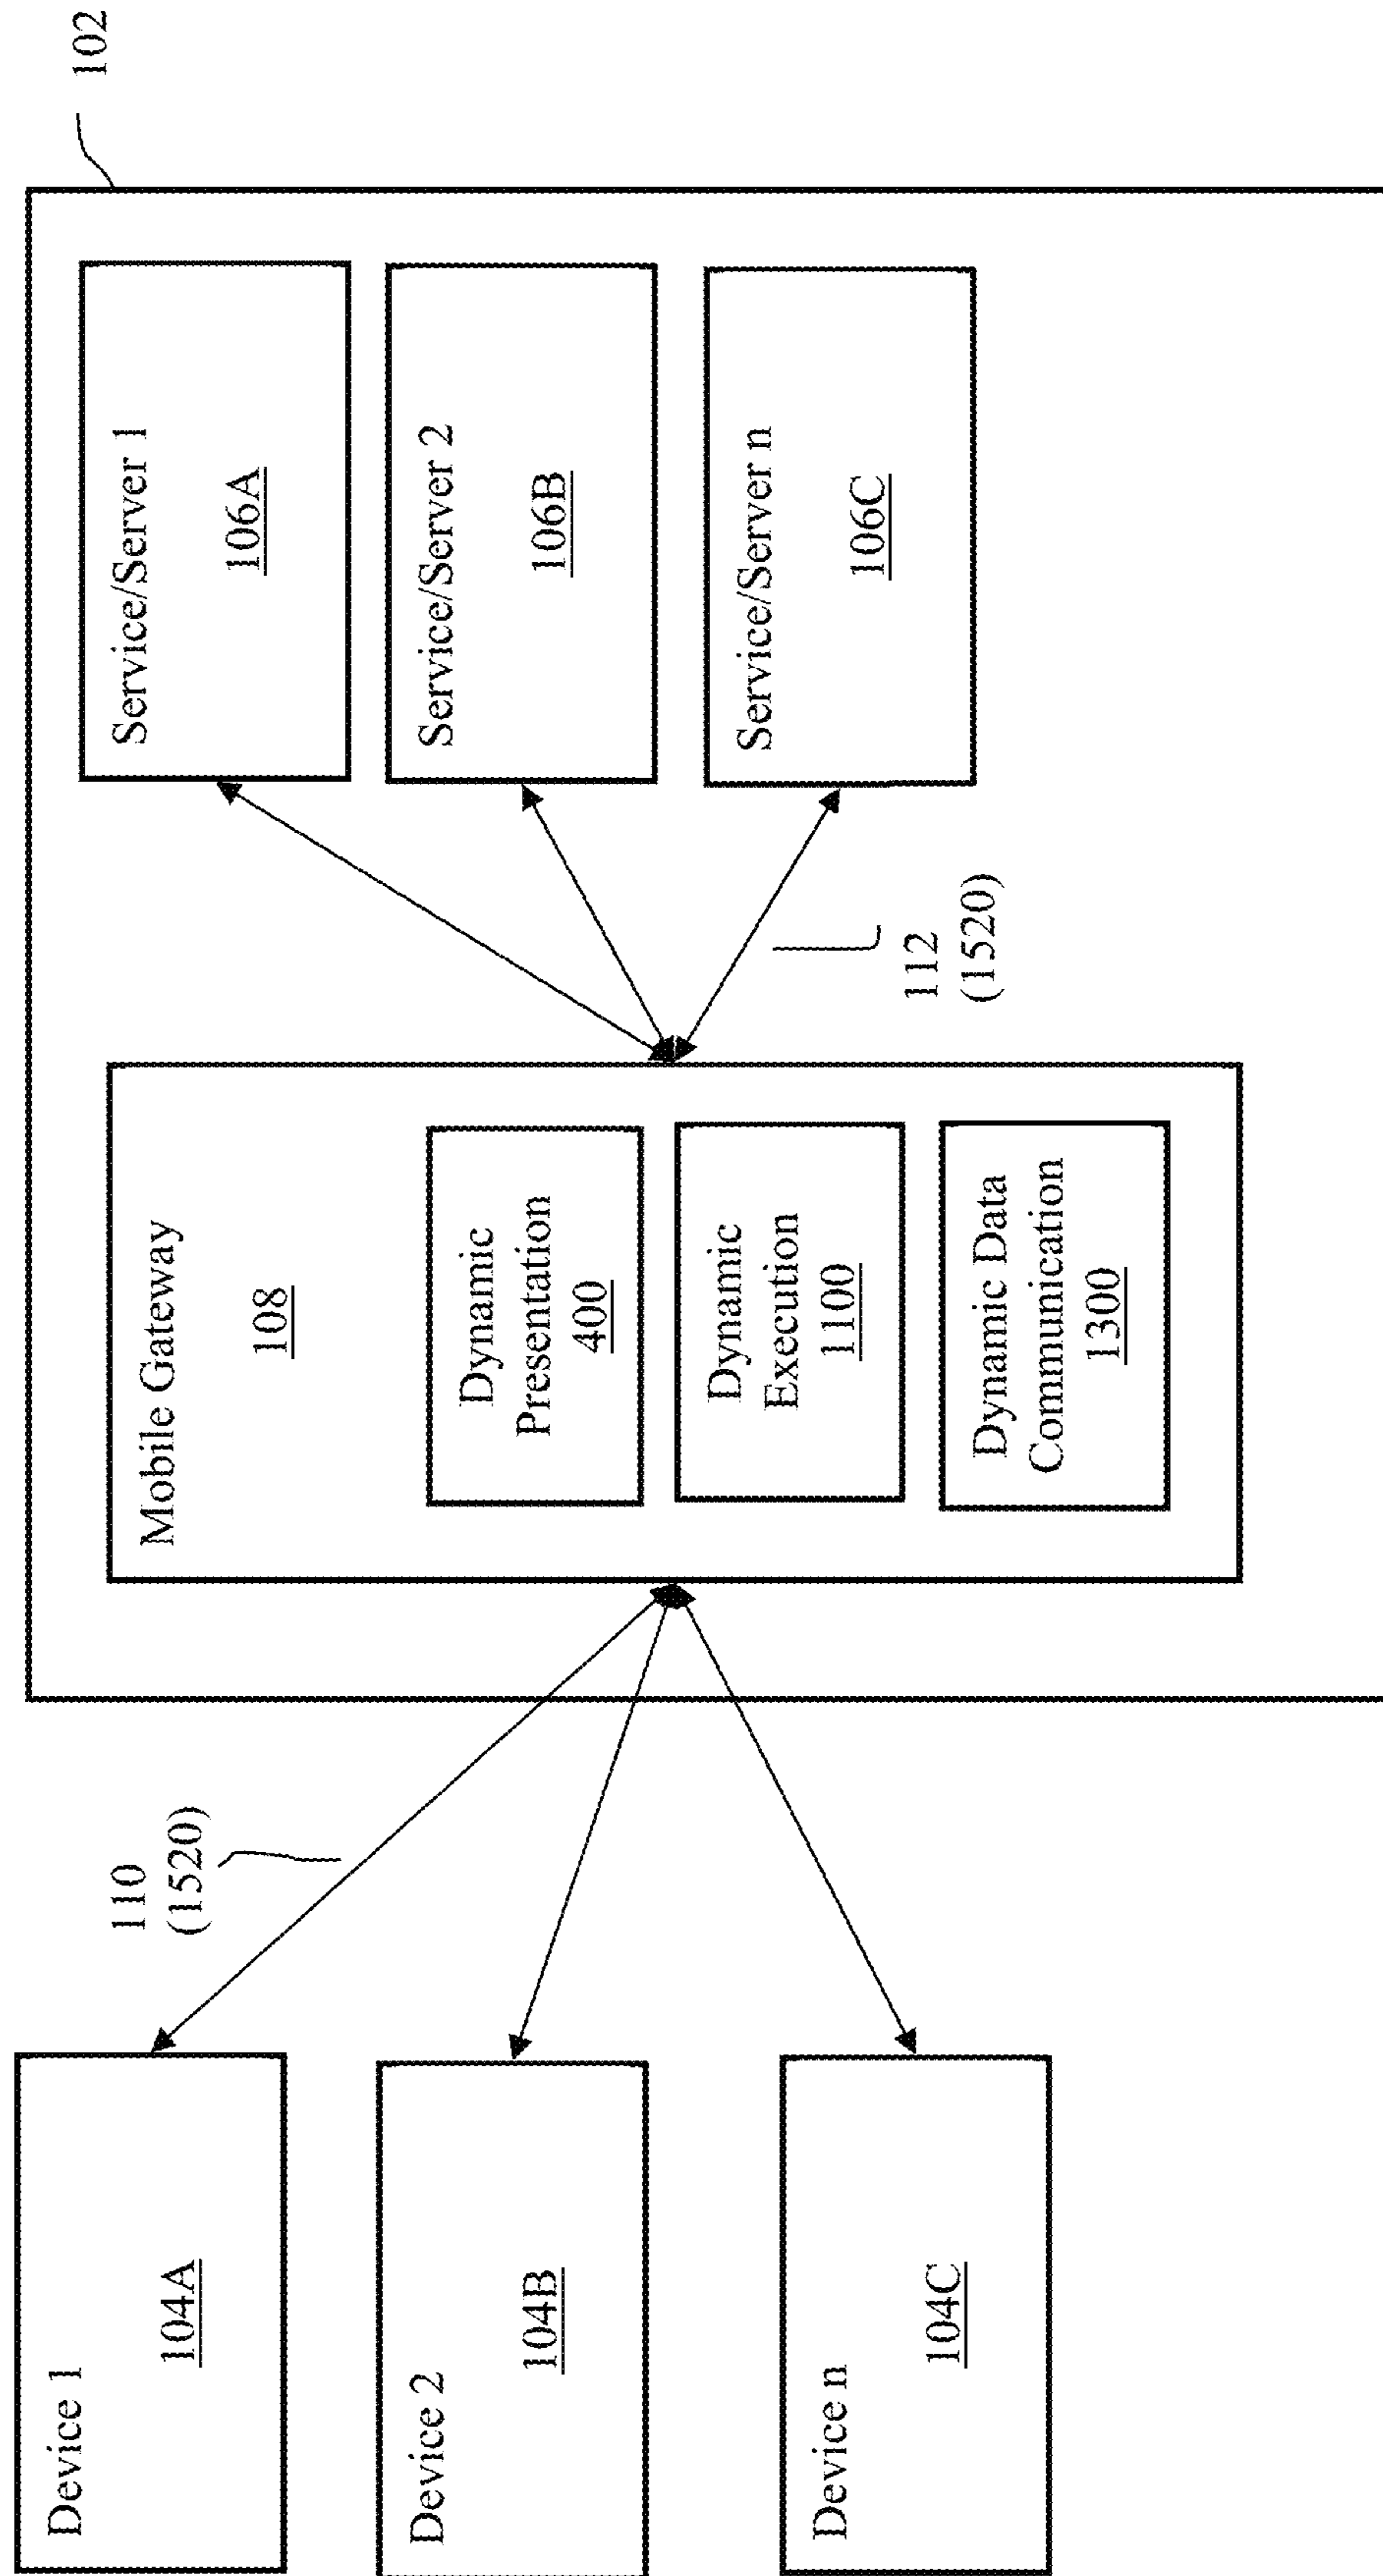 102
Device 1
104A
Device 2
104B
Device n
104C
110
(1520)
Mobile Gateway
108
Dynamic
Presentation
400
Dynamic
Execution
1100
Dynamic Data
Communication
1300
112
(1520)
Service/Server 1
106A
Service/Server 2
106B
Service/Server n
106C